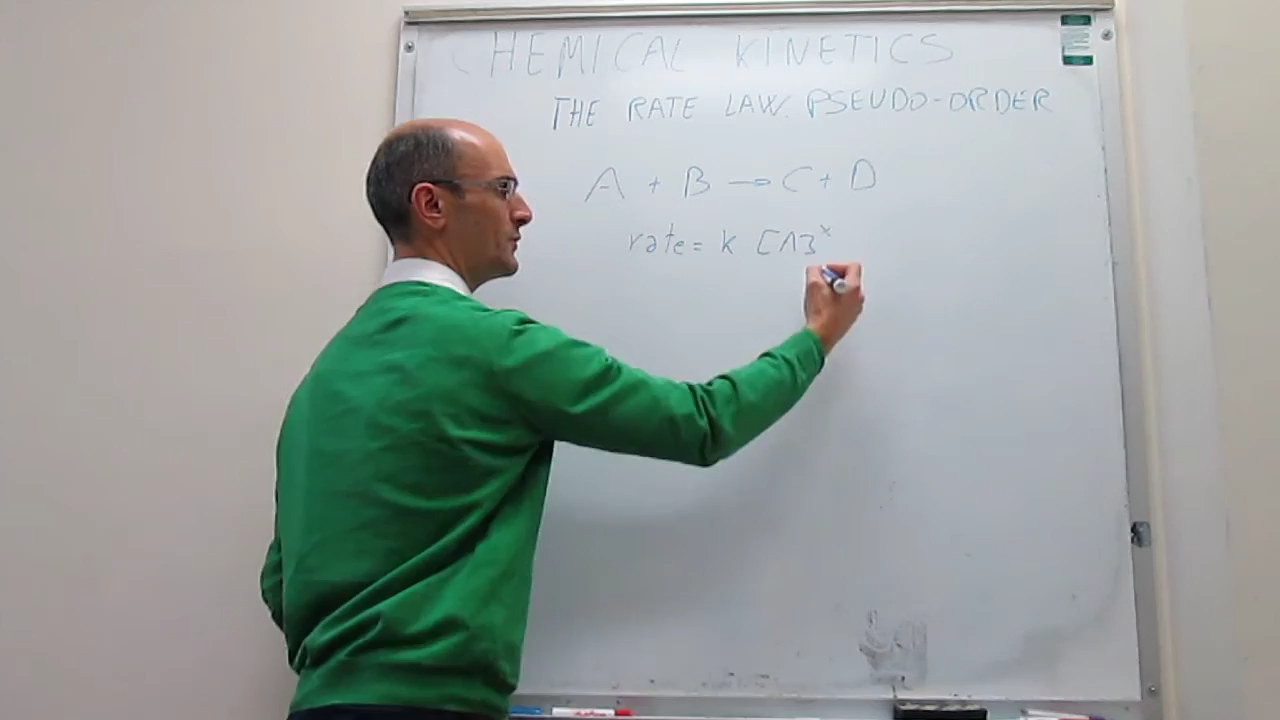 CHEMICAL KINETICS
THE RATE LAW. PSEUDO-ORDER
A + B → C + D
rate = k [A]^x